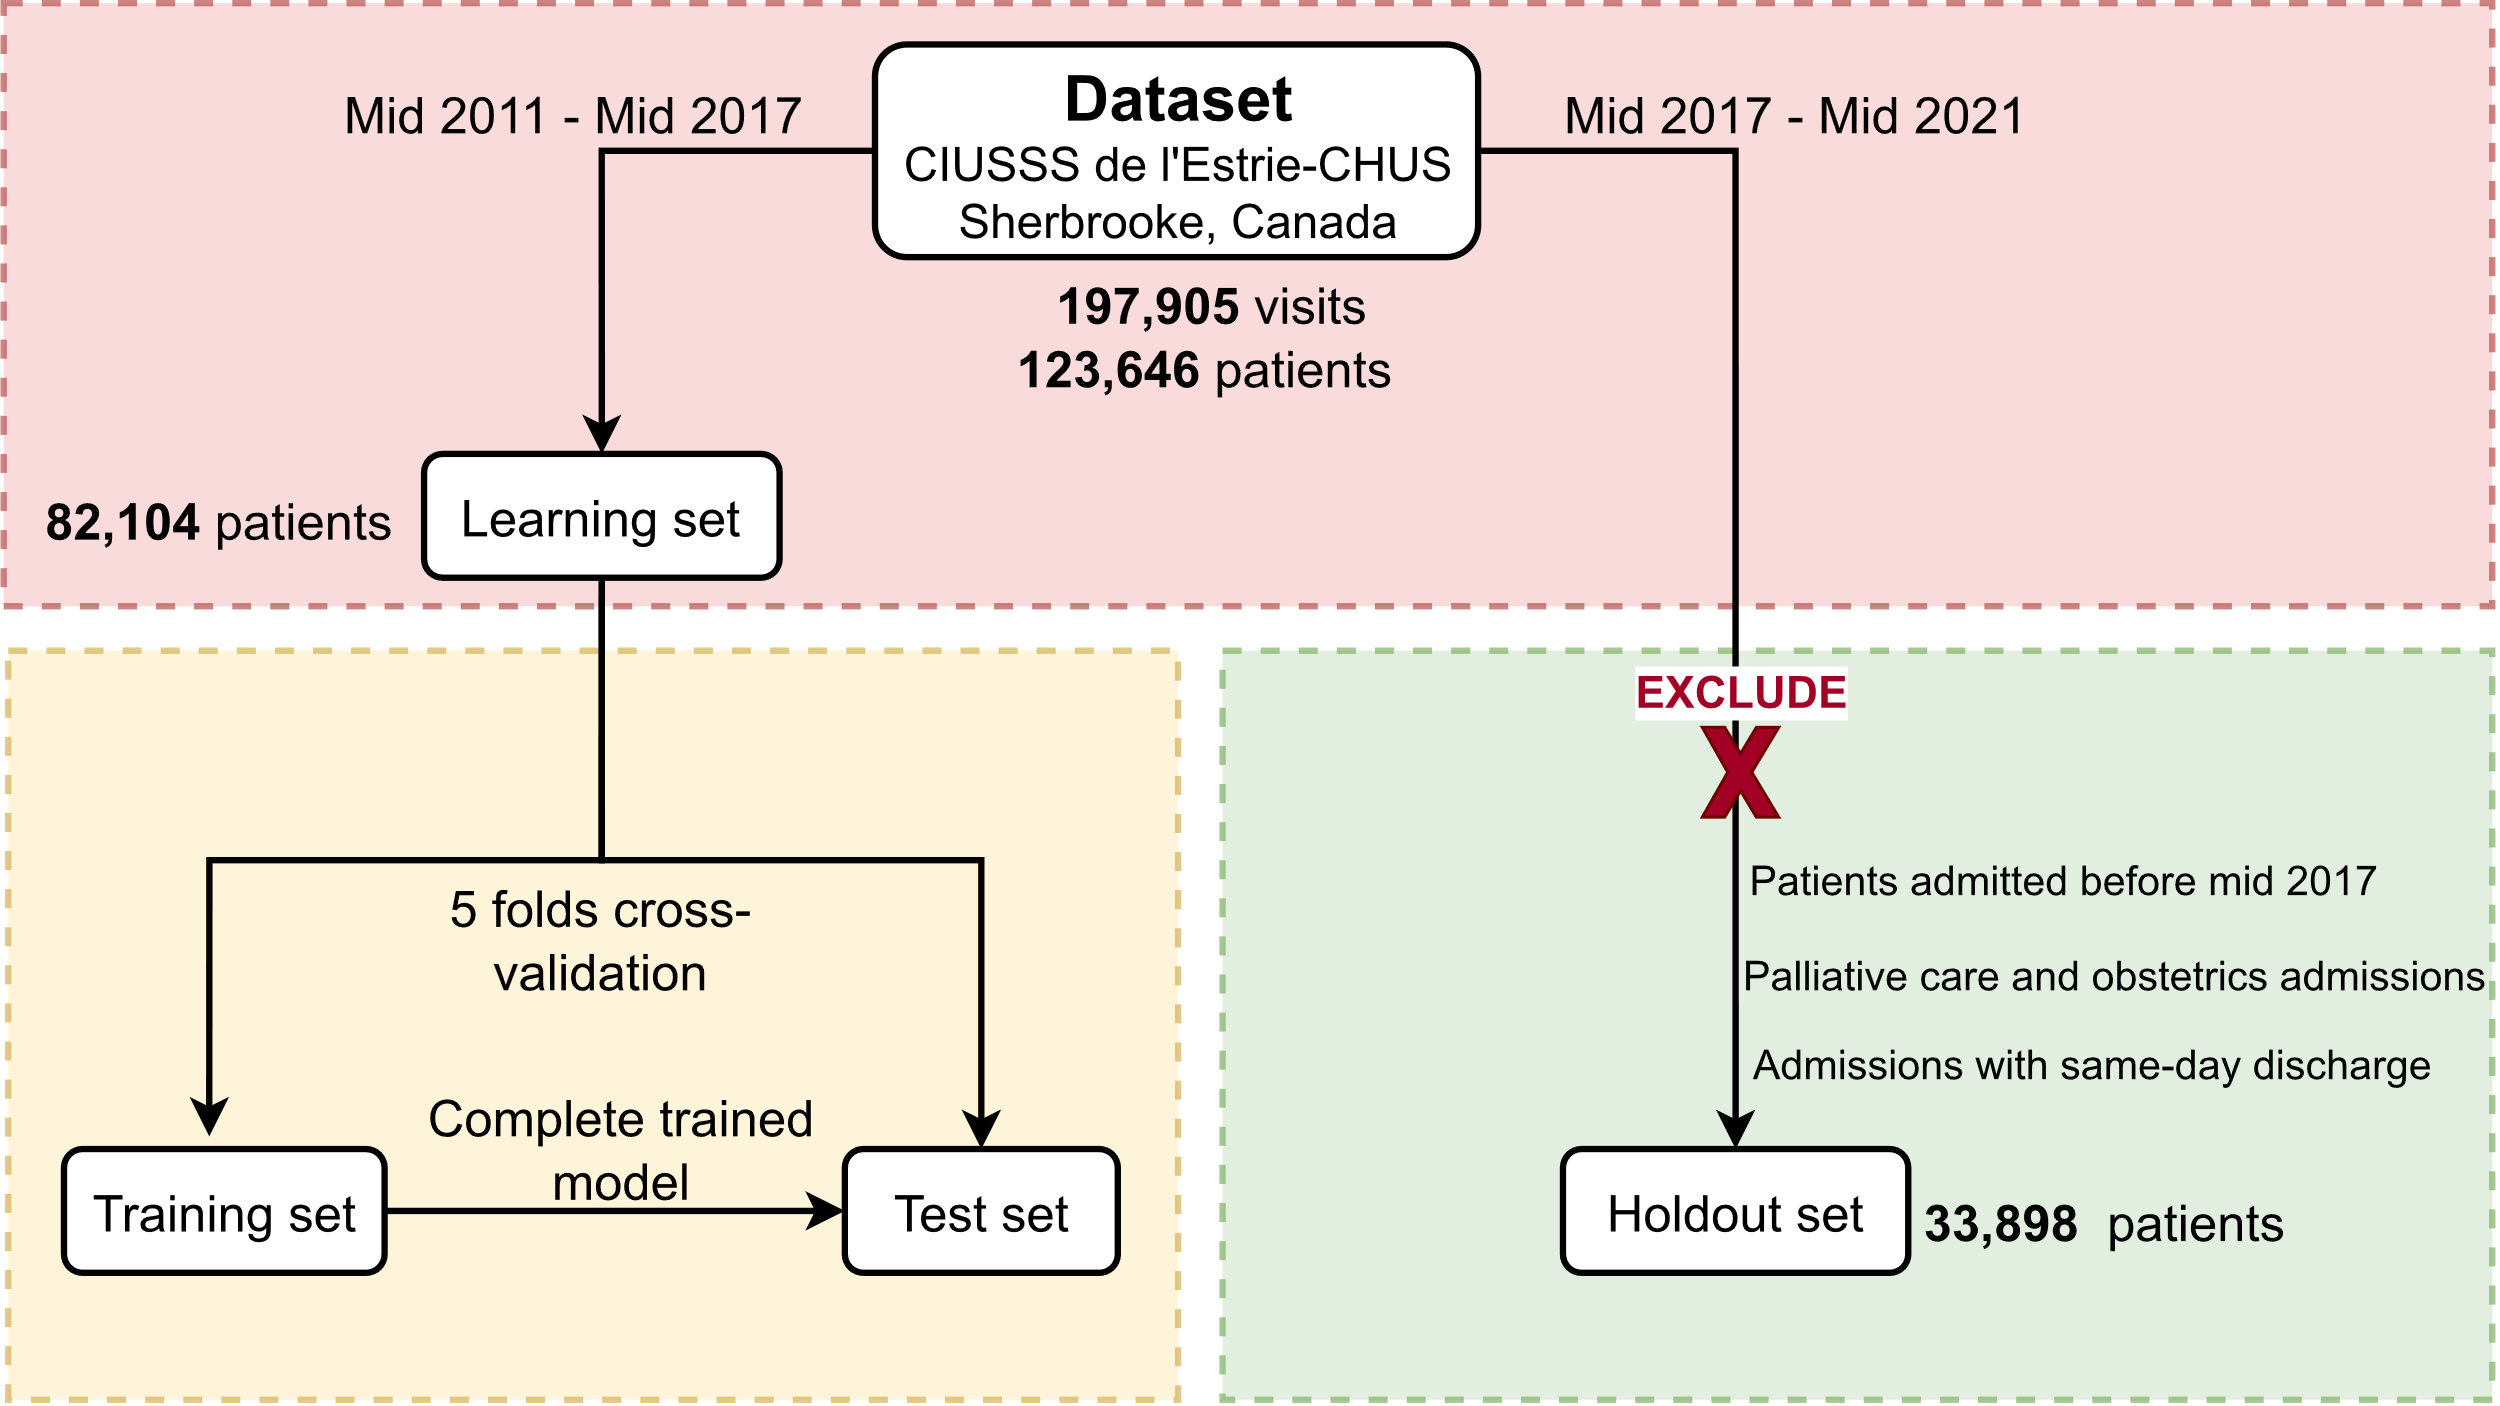 Dataset
CIUSSS de l'Estrie-CHUS
Sherbrooke, Canada
Mid 2011 - Mid 2017
Mid 2017 - Mid 2021
197,905 visits
123,646 patients
82,104 patients
Learning set
EXCLUDE
X
Patients admitted before mid 2017
Palliative care and obstetrics admissions
Admissions with same-day discharge
5 folds cross-
validation
Complete trained
model
Training set
Test set
Holdout set
33,898 patients